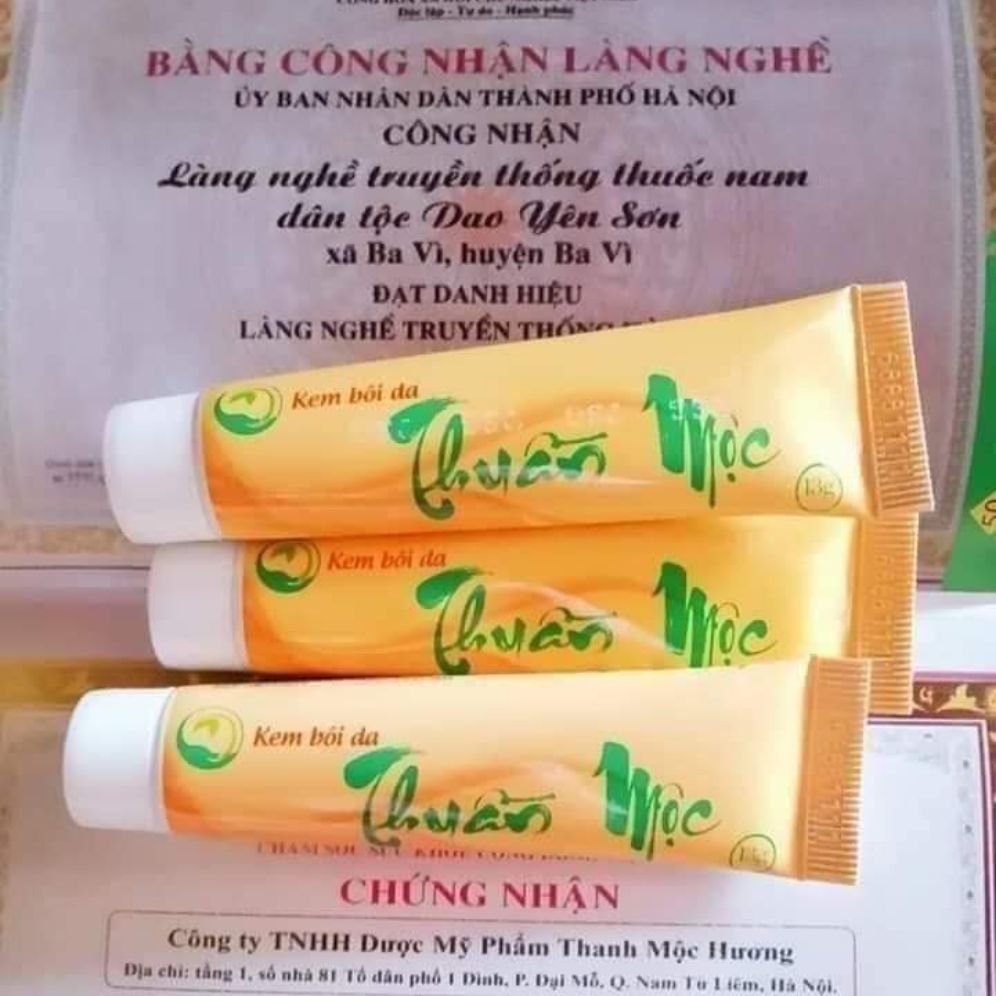 Độc lập - Tự do - Hạnh phúc
BẰNG CÔNG NHẬN LÀNG NGHỀ
ỦY BAN NHÂN DÂN THÀNH PHỐ HÀ NỘI
CÔNG NHẬN
Làng nghề truyền thống thuốc nam
dân tộc Dao Yên Sơn
xã Ba Vì, huyện Ba Vì
ĐẠT DANH HIỆU
LÀNG NGHỀ TRUYỀN THỐNG
Kem bôi da
Thuần Mộc
13g
Kem bôi da
Thuần Mộc
Kem bôi da
Thuần Mộc
13g
CHỨNG NHẬN
Công ty TNHH Dược Mỹ Phẩm Thanh Mộc Hương
Địa chỉ: tầng 1, số nhà 81 Tổ dân phố 1 Đình, P. Đại Mỗ, Q. Nam Từ Liêm, Hà Nội.